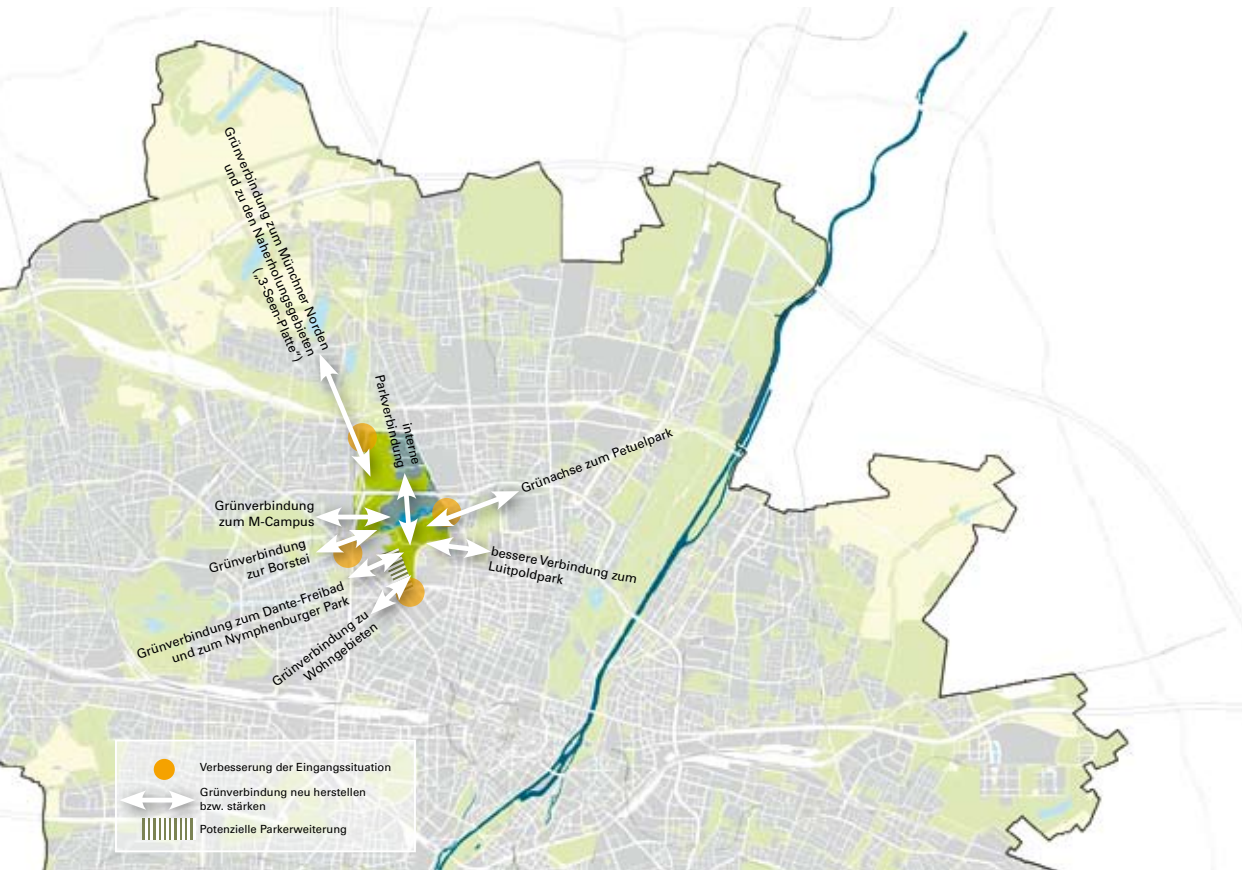 Grünverbindung zum Münchner Norden
und zu den Naherholungsgebieten
(„3-Seen-Platte“)
interne
Parkverbindung
Grünachse zum Petuelpark
Grünverbindung
zum M-Campus
Grünverbindung
zur Borstei
bessere Verbindung zum
Luitpoldpark
Grünverbindung zum Dante-Freibad
und zum Nymphenburger Park
Grünverbindung zu
Wohngebieten
Verbesserung der Eingangssituation
Grünverbindung neu herstellen
bzw. stärken
Potenzielle Parkerweiterung